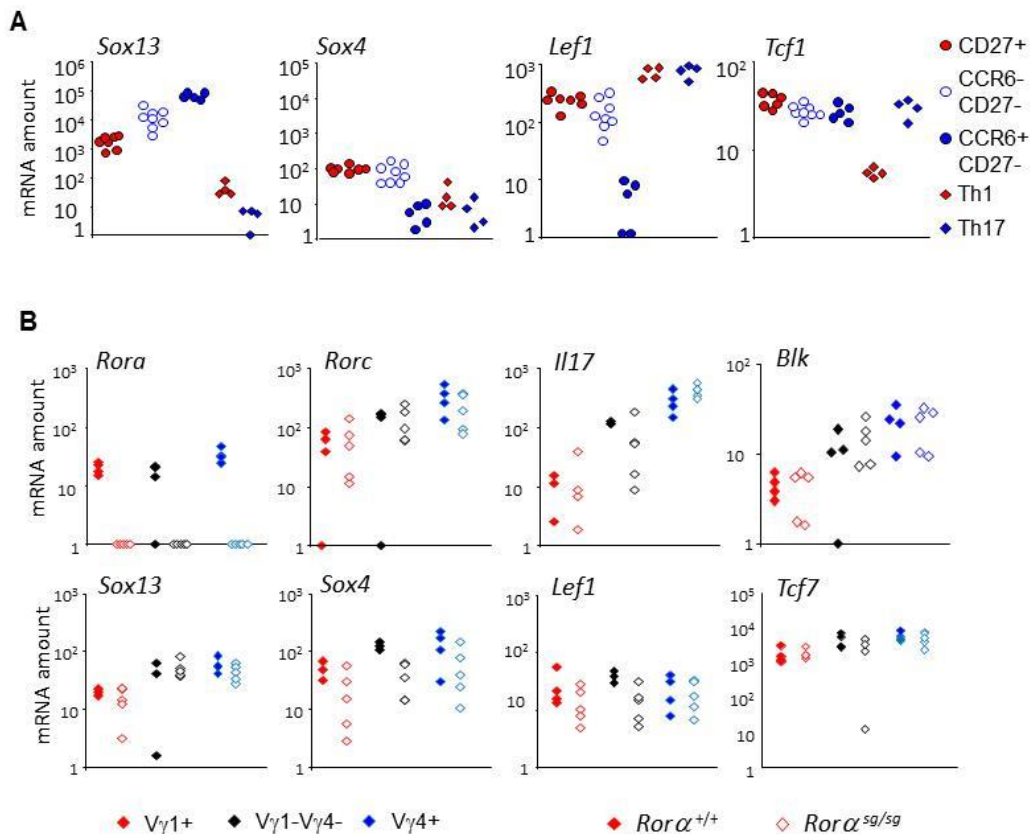 A
Sox13
Sox4
Lef1
Tcf1
mRNA amount
10⁶
10⁵
10⁴
10³
10²
10
1
10⁵
10⁴
10³
10²
10
1
10³
10²
10
1
10²
10
1
CD27+
CCR6-
CD27-
CCR6+
CD27-
Th1
Th17
B
Rora
Rorc
Il17
Blk
mRNA amount
10³
10²
10
1
10³
10²
10
1
10³
10²
10
1
10²
10
1
Sox13
Sox4
Lef1
Tcf7
mRNA amount
10³
10²
10
1
10³
10²
10
1
10³
10²
10
1
10⁵
10⁴
10³
10²
10
1
Vγ1+ Vγ1-Vγ4- Vγ4+ Rorα+/+ Rorα sg/sg